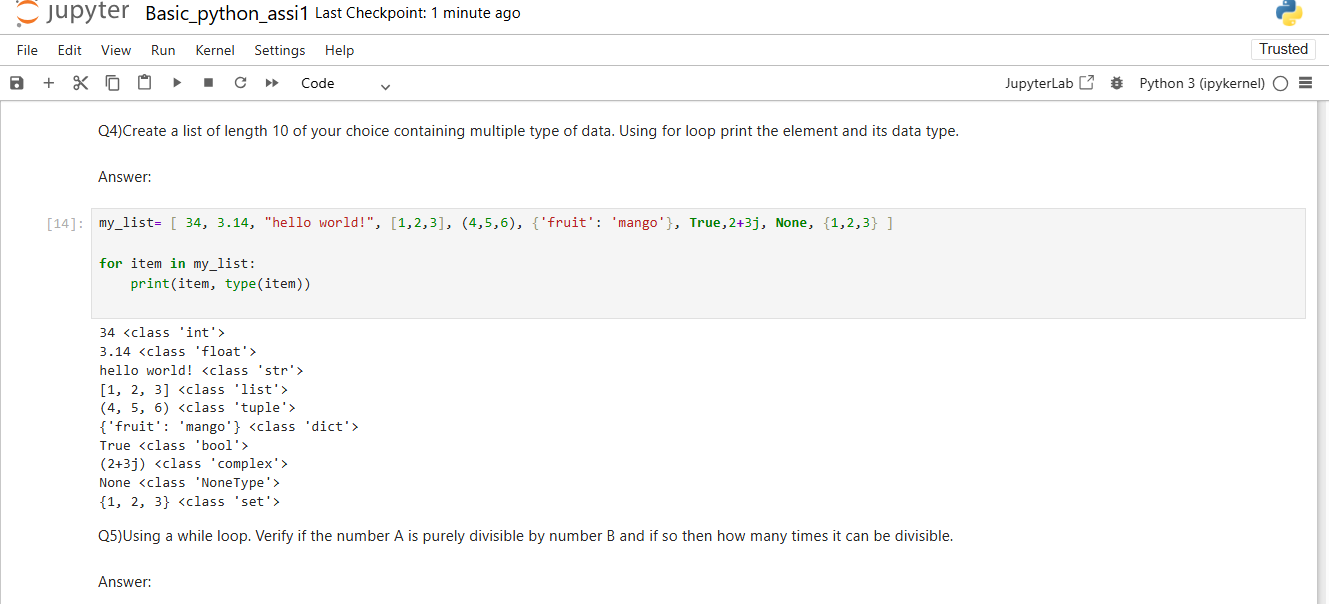 jupyter Basic_python_assi1 Last Checkpoint: 1 minute ago
File Edit View Run Kernel Settings Help Trusted
Code JupyterLab Python 3 (ipykernel)
Q4)Create a list of length 10 of your choice containing multiple type of data. Using for loop print the element and its data type.
Answer:
[14]: my_list= [ 34, 3.14, "hello world!", [1,2,3], (4,5,6), {'fruit': 'mango'}, True,2+3j, None, {1,2,3} ]
for item in my_list:
    print(item, type(item))
34 <class 'int'>
3.14 <class 'float'>
hello world! <class 'str'>
[1, 2, 3] <class 'list'>
(4, 5, 6) <class 'tuple'>
{'fruit': 'mango'} <class 'dict'>
True <class 'bool'>
(2+3j) <class 'complex'>
None <class 'NoneType'>
{1, 2, 3} <class 'set'>
Q5)Using a while loop. Verify if the number A is purely divisible by number B and if so then how many times it can be divisible.
Answer: